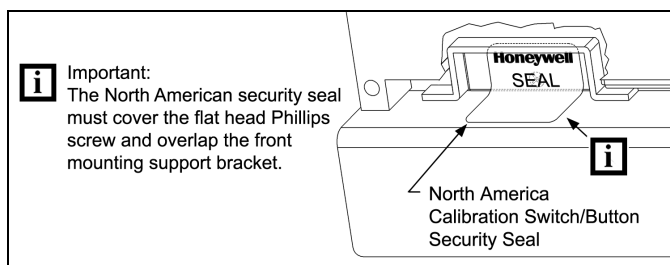 i
Important:
The North American security seal
must cover the flat head Phillips
screw and overlap the front
mounting support bracket.
Honeywell
SEAL
i
North America
Calibration Switch/Button
Security Seal